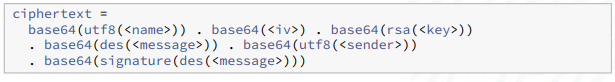 ciphertext =
base64(utf8(<name>)) . base64(<iv>) . base64(rsa(<key>))
. base64(des(<message>)) . base64(utf8(<sender>))
. base64(signature(des(<message>)))